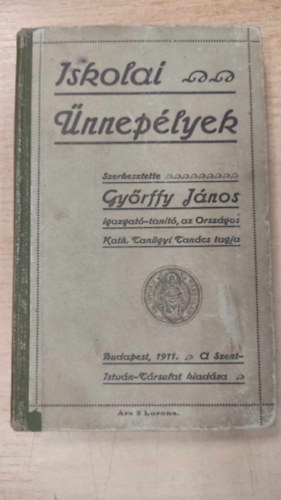 Iskolai
Ünnepélyek
Szerkesztette
Győrffy János
igazgató-tanító, az Országos
Kath. Tanügyi Tanács tagja
Budapest, 1911. A Szent-
István-Társulat kiadása
Ára 2 korona.